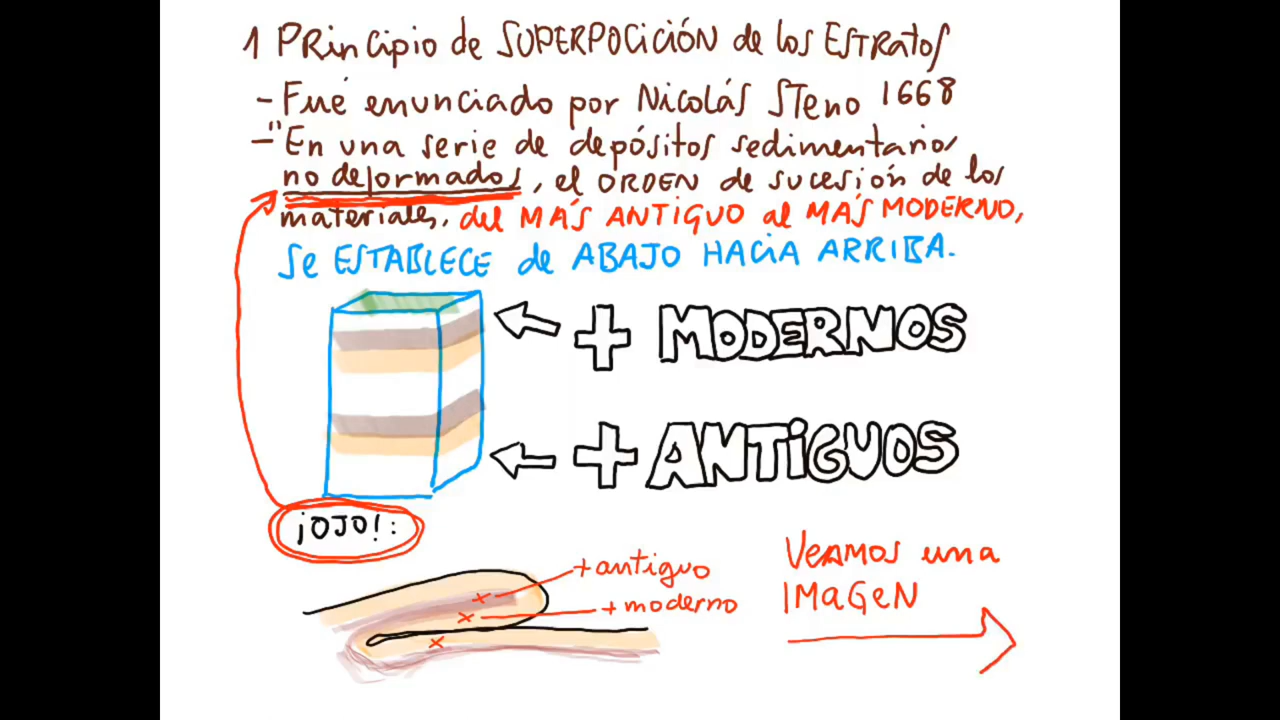 1 PRincipio de SUPERPOCICIÓN de los ESTRatos
- Fué enunciado por Nicolás STeno 1668
- "En una serie de depósitos sedimentarios
no deformados, el ORDEN de sucesión de los
materiales, del MÁS ANTIGUO al MÁS MODERNO,
se ESTABLECE de ABAJO HACIA ARRIBA.
+ MODERNOS
+ ANTiGUOS
¡OJO!:
+ antiguo
+ moderno
VEAMOS una
IMaGeN